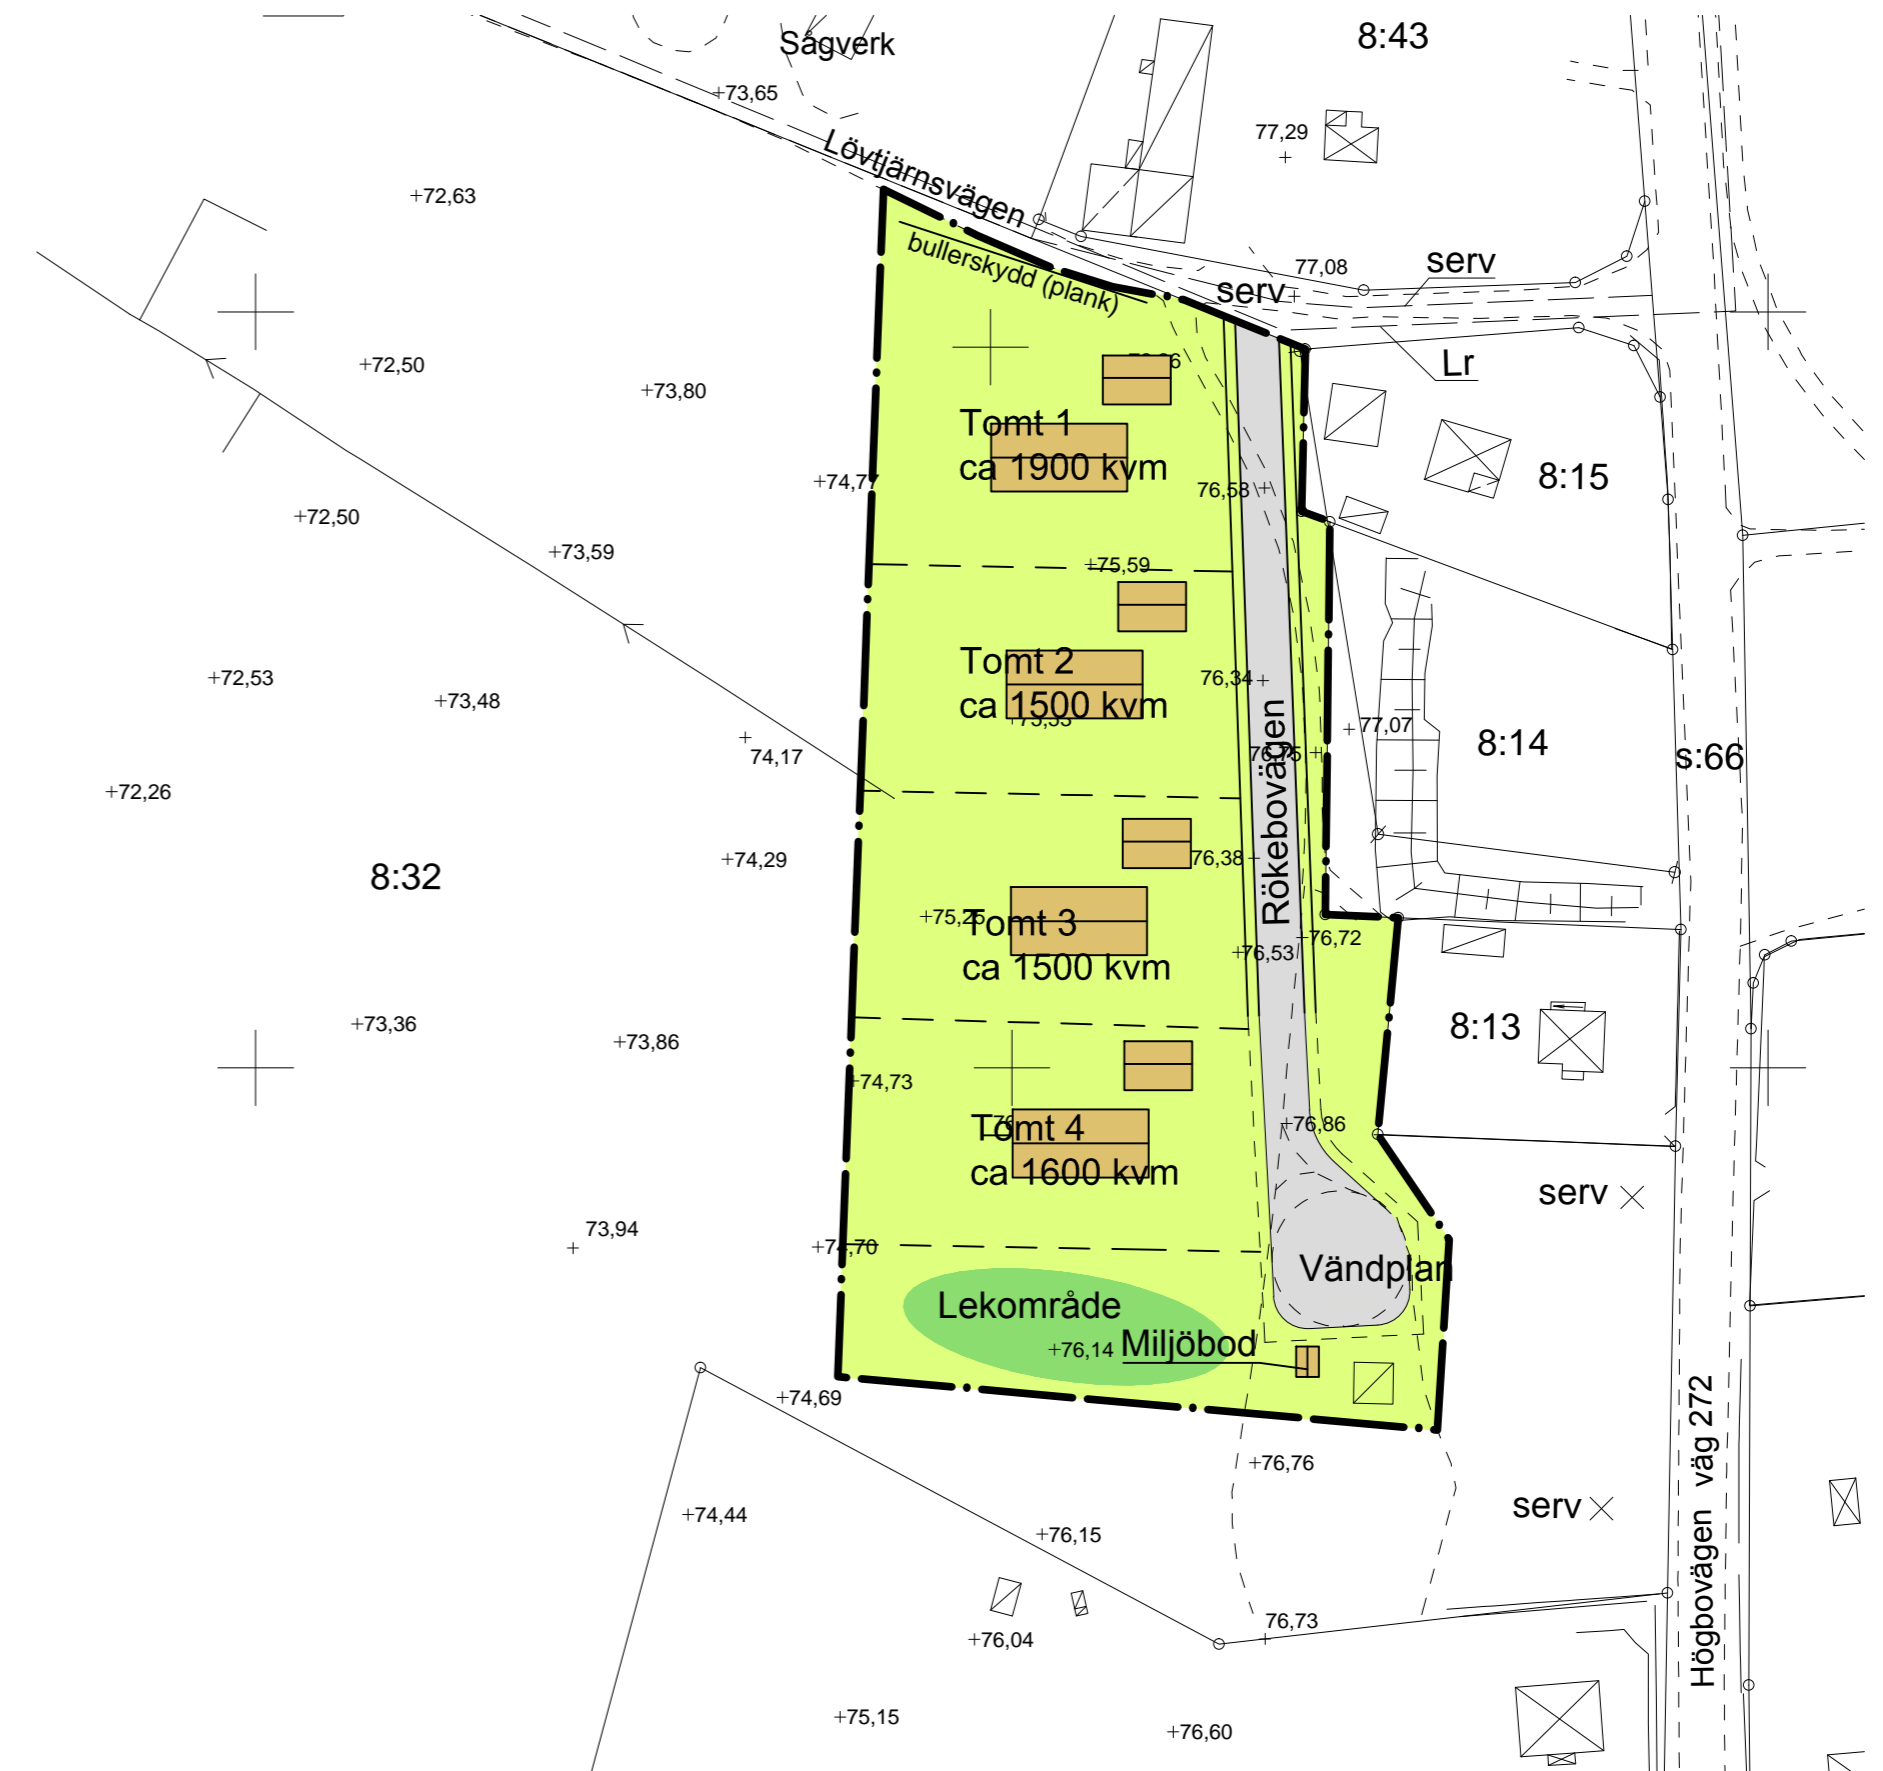 8:43
Sågverk
+73,65
77,29
Lövtjärnsvägen
+72,63
bullerskydd (plank)
77,08
serv
serv
Lr
+72,50
+73,80
Tomt 1
ca 1900 kvm
+74,77
76,58
8:15
+72,50
+73,59
+75,59
Tomt 2
ca 1500 kvm
+72,53
+73,48
76,34
74,17
76,75
77,07
8:14
s:66
Rökebovägen
+72,26
+74,29
76,38
8:32
+75,25
Tomt 3
ca 1500 kvm
+76,53
+76,72
+73,36
+73,86
8:13
+74,73
Tomt 4
ca 1600 kvm
+76,86
serv
73,94
+74,70
Vändplan
Lekområde
+76,14
Miljöbod
+74,69
+76,76
Högbovägen väg 272
+74,44
+76,15
serv
76,73
+76,04
+75,15
+76,60